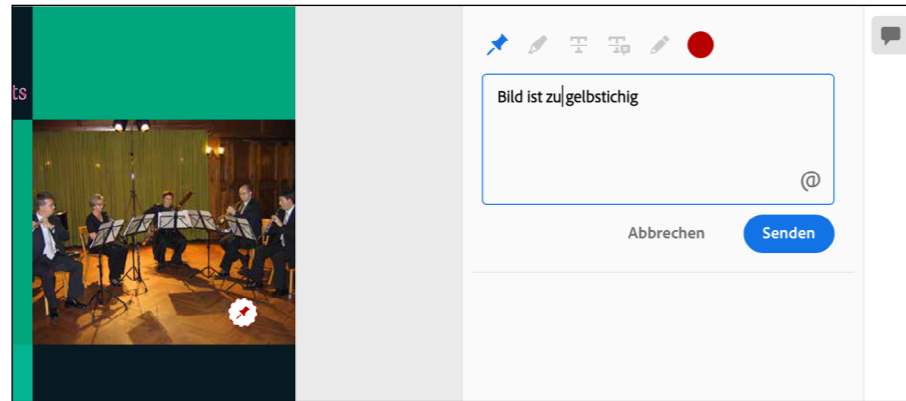 ts
Bild ist zu gelbstichig
@
Abbrechen
Senden